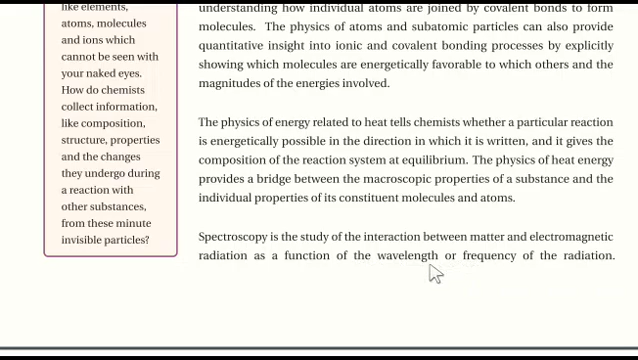 like elements,
atoms, molecules
and ions which
cannot be seen with
your naked eyes.
How do chemists
collect information,
like composition,
structure, properties
and the changes
they undergo during
a reaction with
other substances,
from these minute
invisible particles?
understanding how individual atoms are joined by covalent bonds to form
molecules. The physics of atoms and subatomic particles can also provide
quantitative insight into ionic and covalent bonding processes by explicitly
showing which molecules are energetically favorable to which others and the
magnitudes of the energies involved.
The physics of energy related to heat tells chemists whether a particular reaction
is energetically possible in the direction in which it is written, and it gives the
composition of the reaction system at equilibrium. The physics of heat energy
provides a bridge between the macroscopic properties of a substance and the
individual properties of its constituent molecules and atoms.
Spectroscopy is the study of the interaction between matter and electromagnetic
radiation as a function of the wavelength or frequency of the radiation.